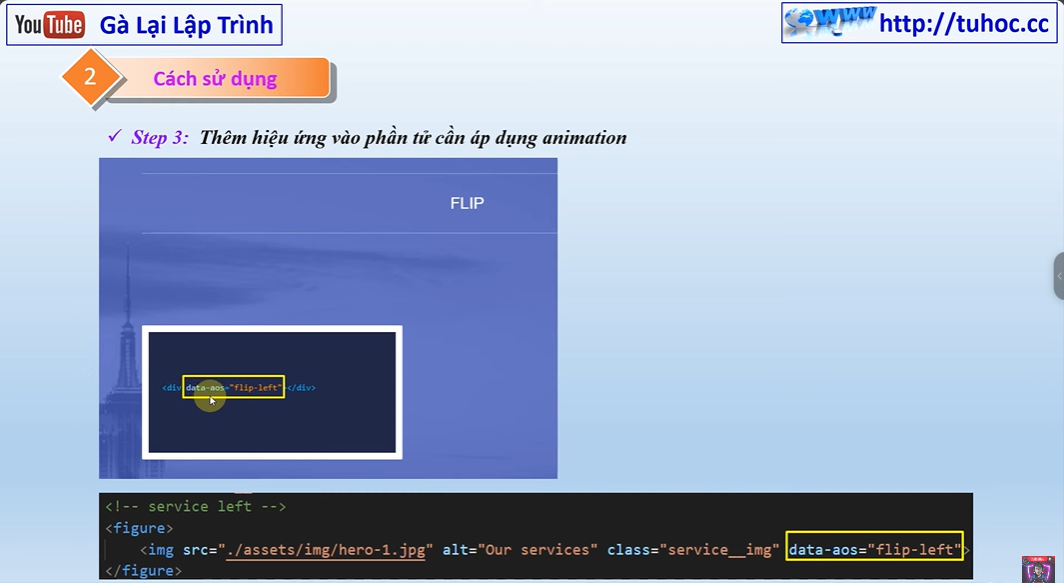 YouTube Gà Lại Lập Trình
WWW http://tuhoc.cc
2 Cách sử dụng
✓ Step 3: Thêm hiệu ứng vào phần tử cần áp dụng animation
FLIP
<div data-aos="flip-left"></div>
<!-- service left -->
<figure>
<img src="./assets/img/hero-1.jpg" alt="Our services" class="service__img" data-aos="flip-left">
</figure>